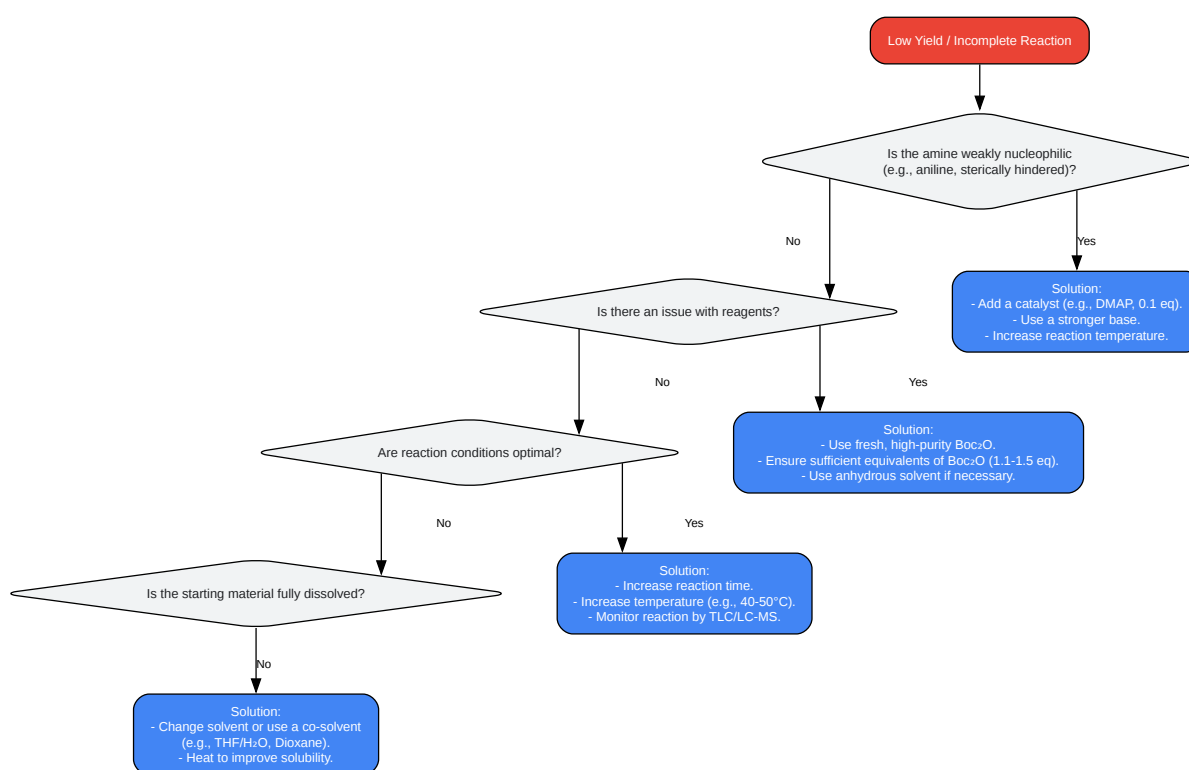 Low Yield / Incomplete Reaction
Is the amine weakly nucleophilic
(e.g., aniline, sterically hindered)?
No
Yes
Solution:
- Add a catalyst (e.g., DMAP, 0.1 eq).
- Use a stronger base.
- Increase reaction temperature.
Is there an issue with reagents?
No
Yes
Solution:
- Use fresh, high-purity Boc₂O.
- Ensure sufficient equivalents of Boc₂O (1.1-1.5 eq).
- Use anhydrous solvent if necessary.
Are reaction conditions optimal?
No
Yes
Solution:
- Increase reaction time.
- Increase temperature (e.g., 40-50°C).
- Monitor reaction by TLC/LC-MS.
Is the starting material fully dissolved?
No
Solution:
- Change solvent or use a co-solvent
(e.g., THF/H₂O, Dioxane).
- Heat to improve solubility.